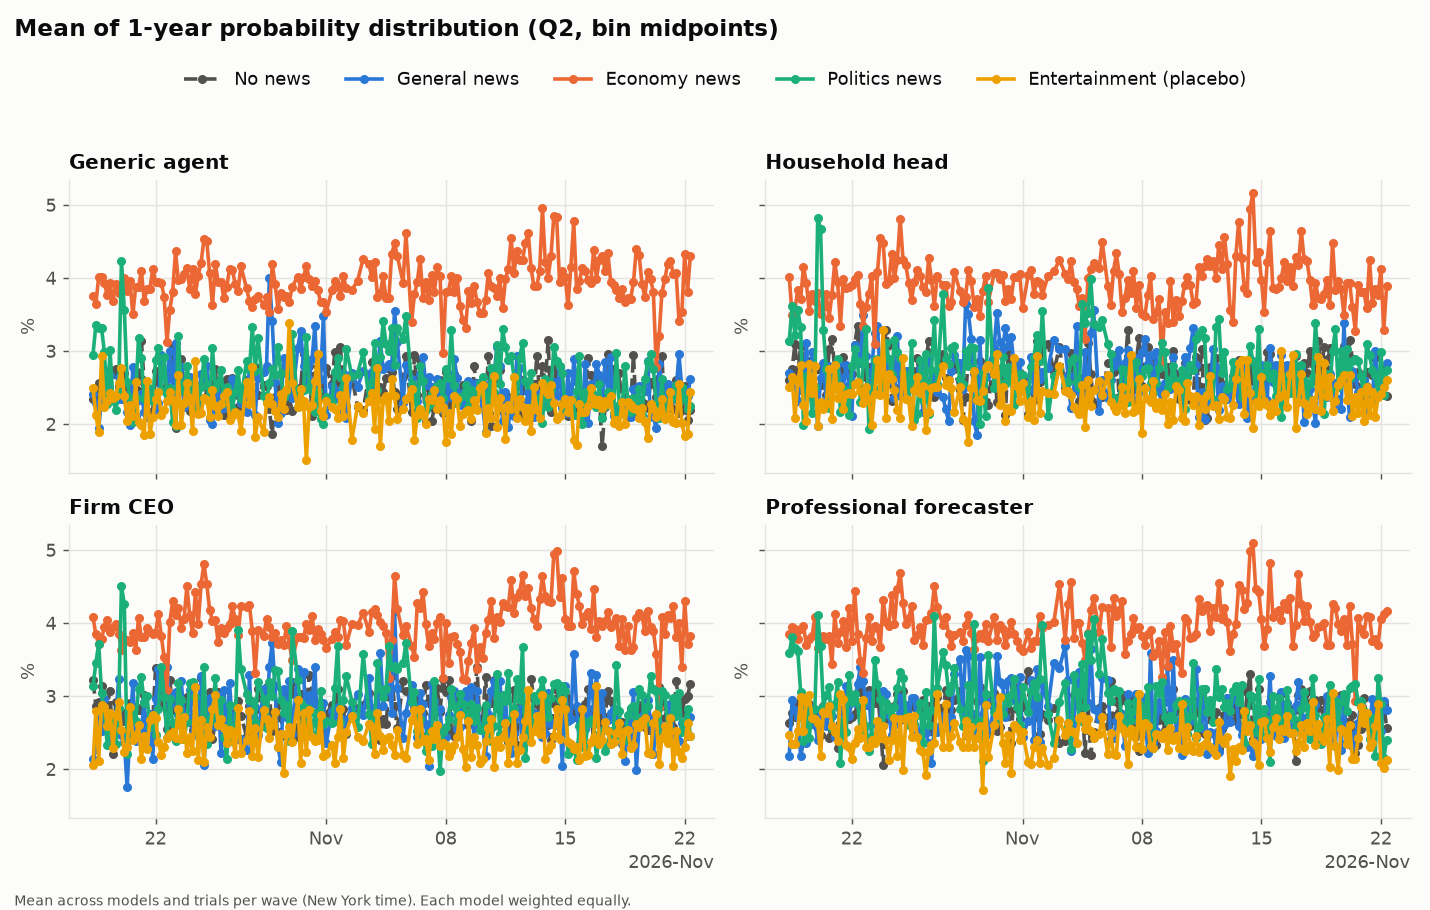 Mean of 1-year probability distribution (Q2, bin midpoints)
No news
General news
Economy news
Politics news
Entertainment (placebo)
Generic agent
Household head
5
4
3
2
%
%
Firm CEO
Professional forecaster
5
4
3
2
%
%
22
Nov
08
15
22
2026-Nov
22
Nov
08
15
22
2026-Nov
Mean across models and trials per wave (New York time). Each model weighted equally.